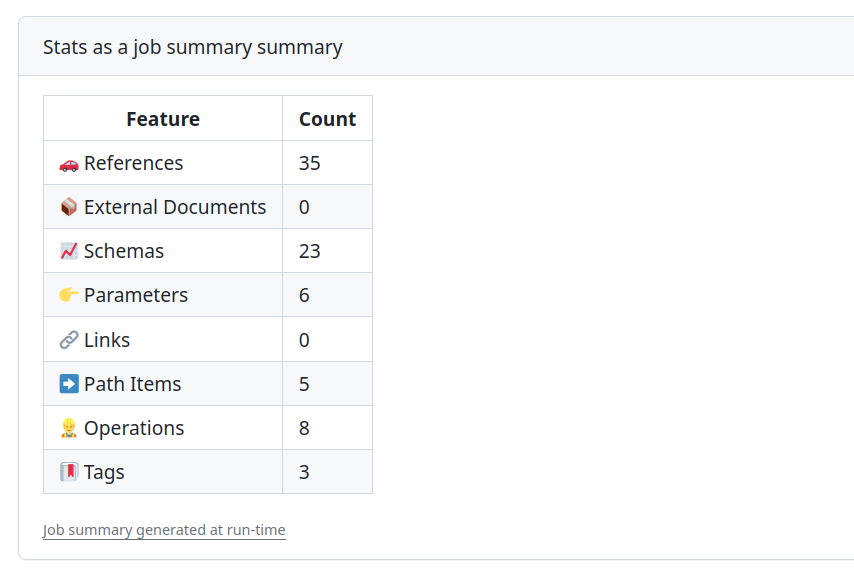 Stats as a job summary summary
Feature Count
🚗 References 35
📦 External Documents 0
📈 Schemas 23
👉 Parameters 6
🔗 Links 0
➡️ Path Items 5
👷 Operations 8
🔖 Tags 3
Job summary generated at run-time